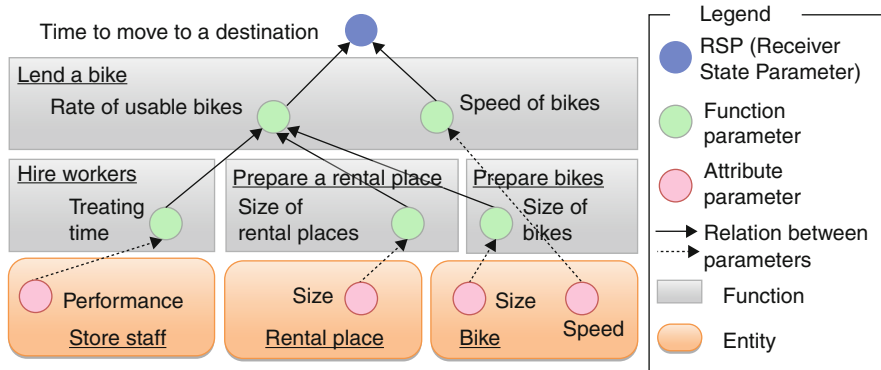 Time to move to a destination
Lend a bike
Rate of usable bikes
Speed of bikes
Hire workers
Treating
time
Prepare a rental place
Size of
rental places
Prepare bikes
Size of
bikes
Performance
Store staff
Size
Rental place
Size
Bike
Speed
Legend
RSP (Receiver
State Parameter)
Function
parameter
Attribute
parameter
Relation between
parameters
Function
Entity